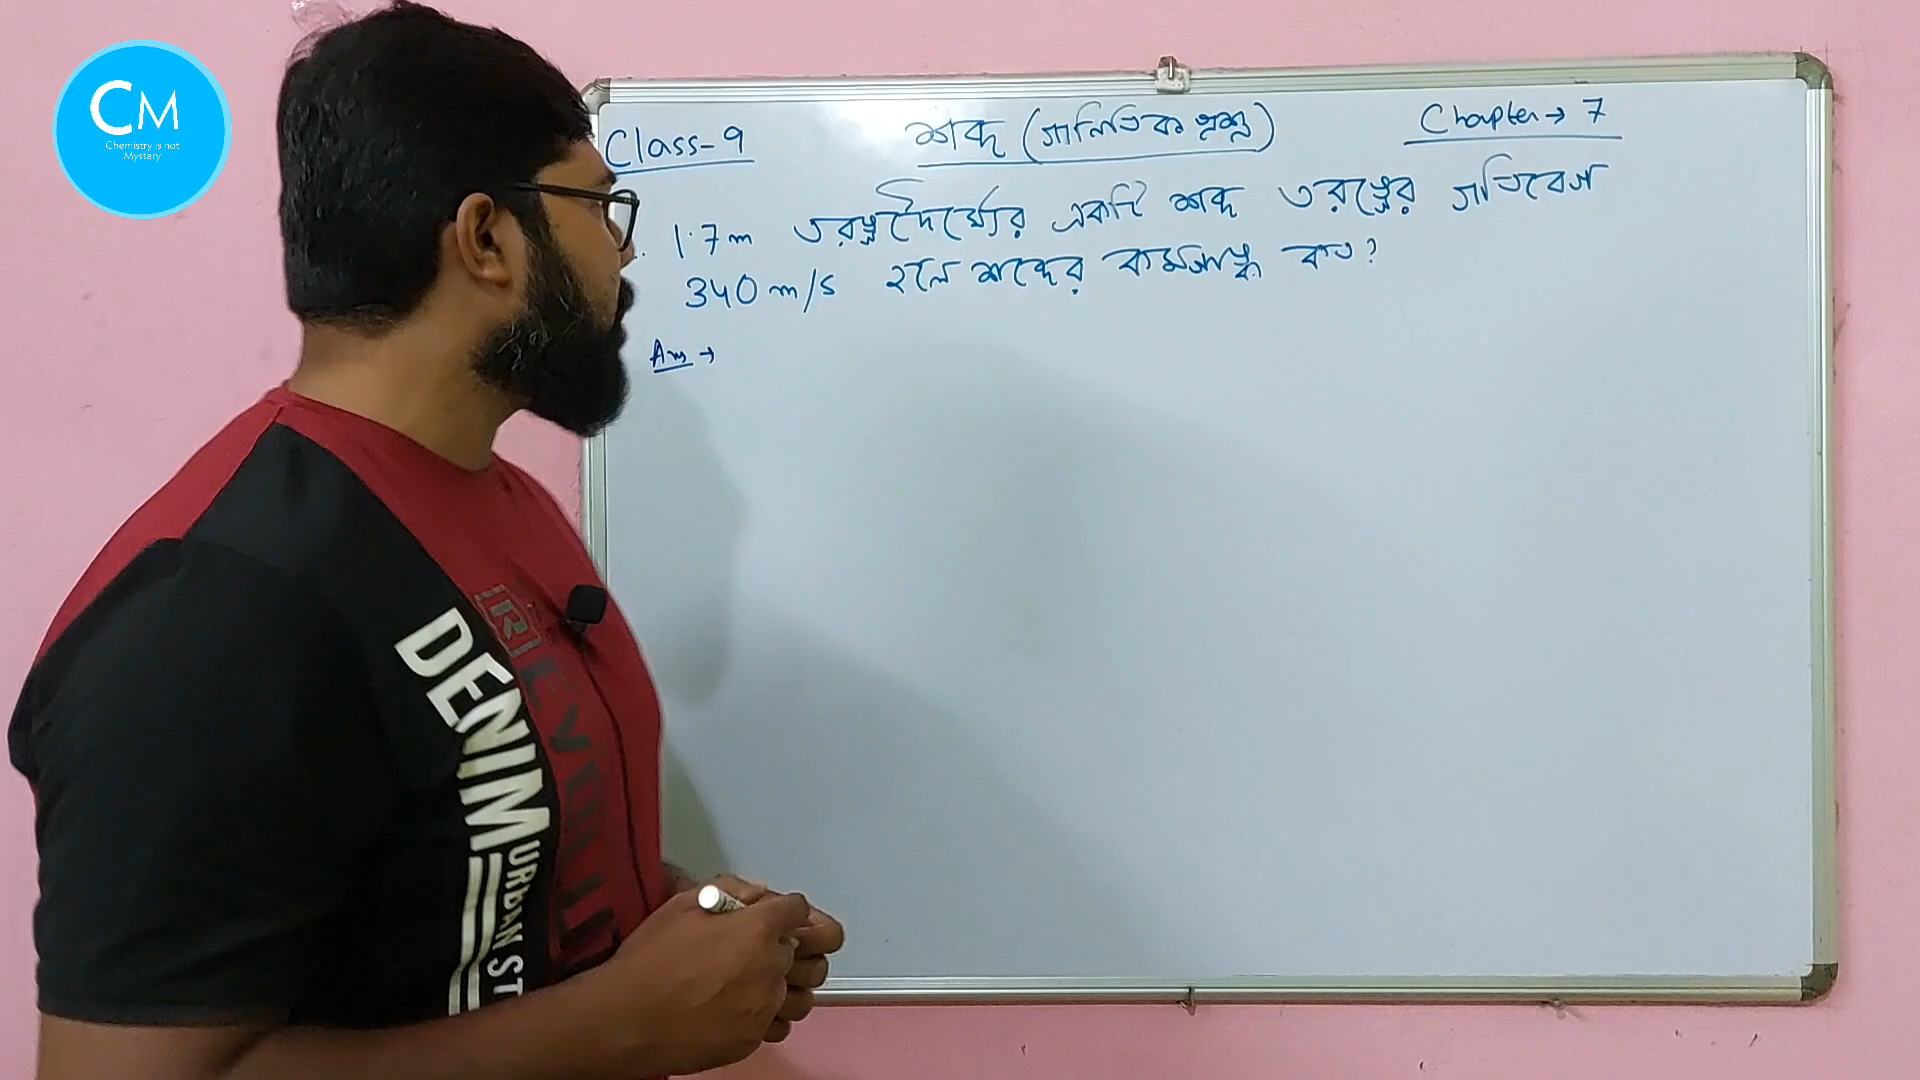 CM
Chemistry is not
Mystery
Class-9
শব্দ (গাণিতিক প্রশ্ন)
Chapter → 7
1.7m তরঙ্গদৈর্ঘ্যের একটি শব্দ তরঙ্গের গতিবেগ
340 m/s হলে শব্দের কম্পাঙ্ক কত?
Ans →
DENIM
URBAN ST